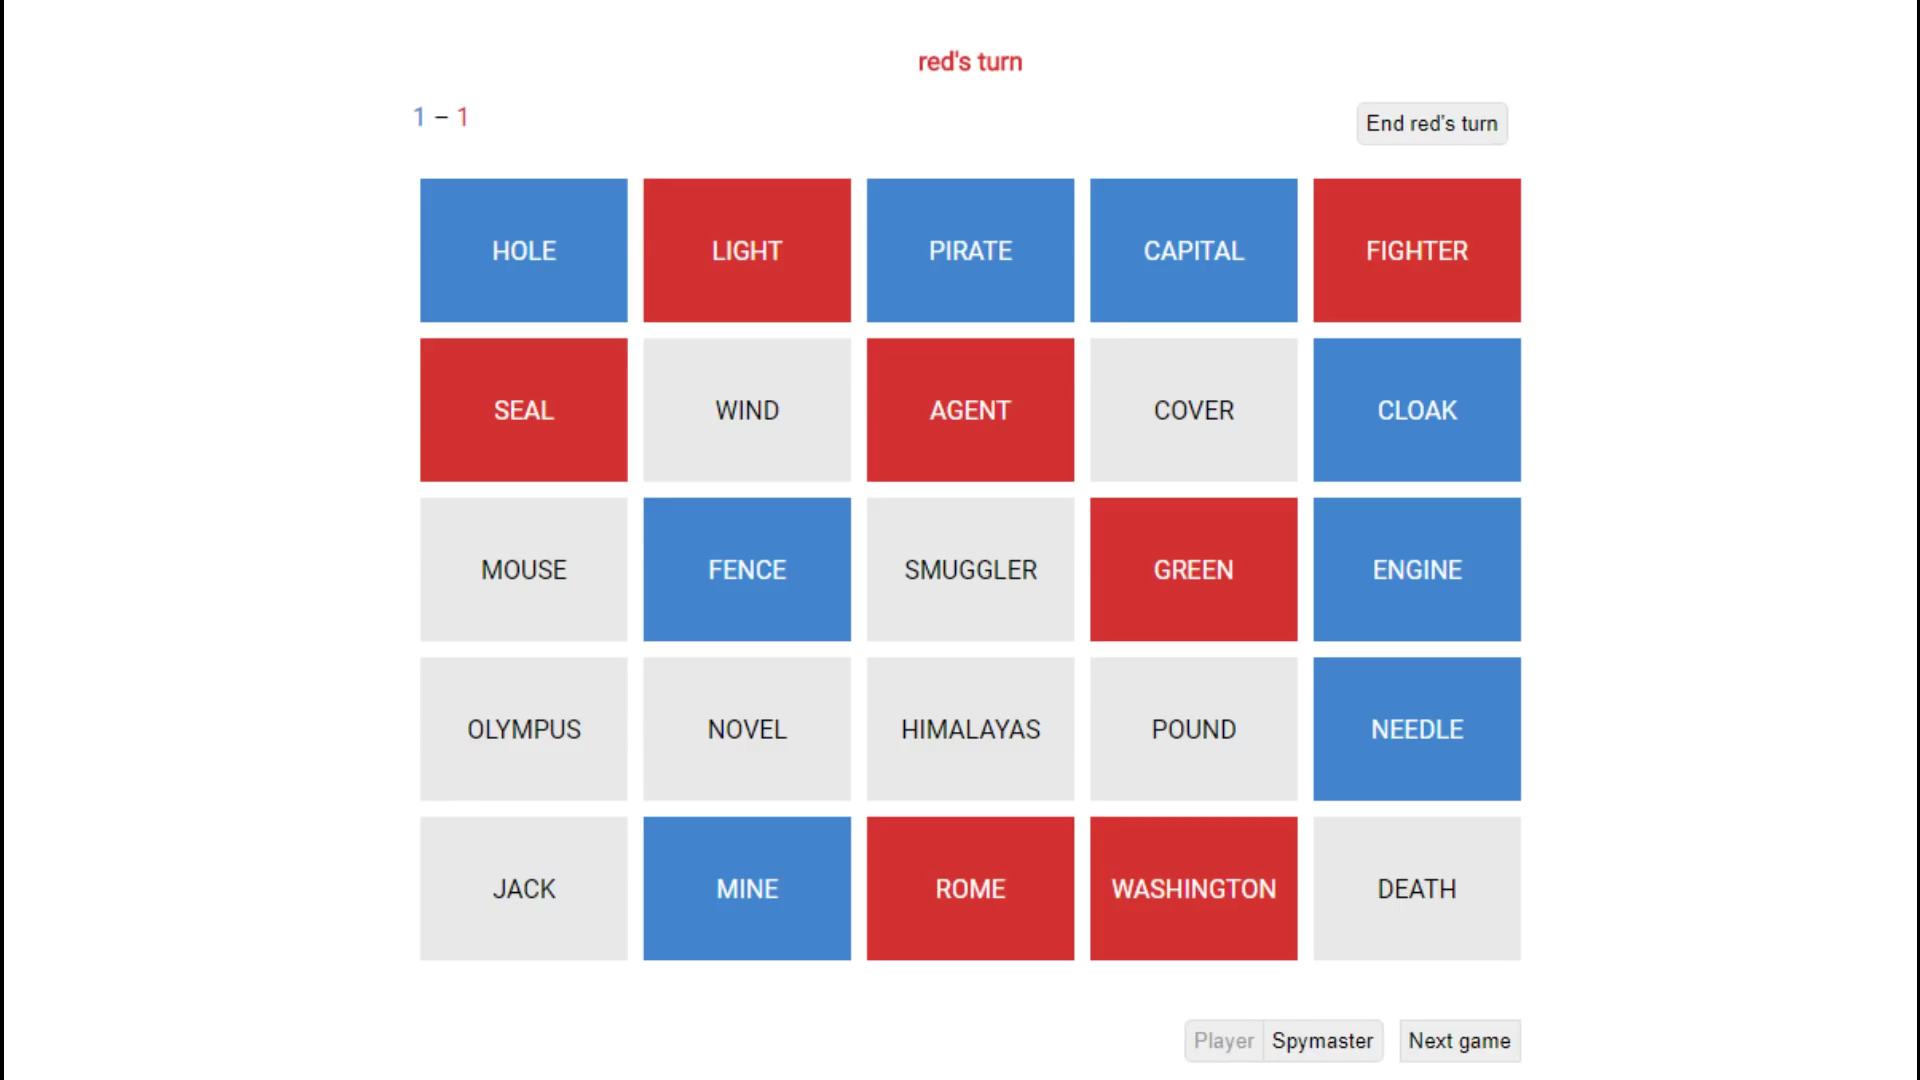 red's turn
1 – 1
End red's turn
HOLE LIGHT PIRATE CAPITAL FIGHTER
SEAL WIND AGENT COVER CLOAK
MOUSE FENCE SMUGGLER GREEN ENGINE
OLYMPUS NOVEL HIMALAYAS POUND NEEDLE
JACK MINE ROME WASHINGTON DEATH
Player Spymaster Next game